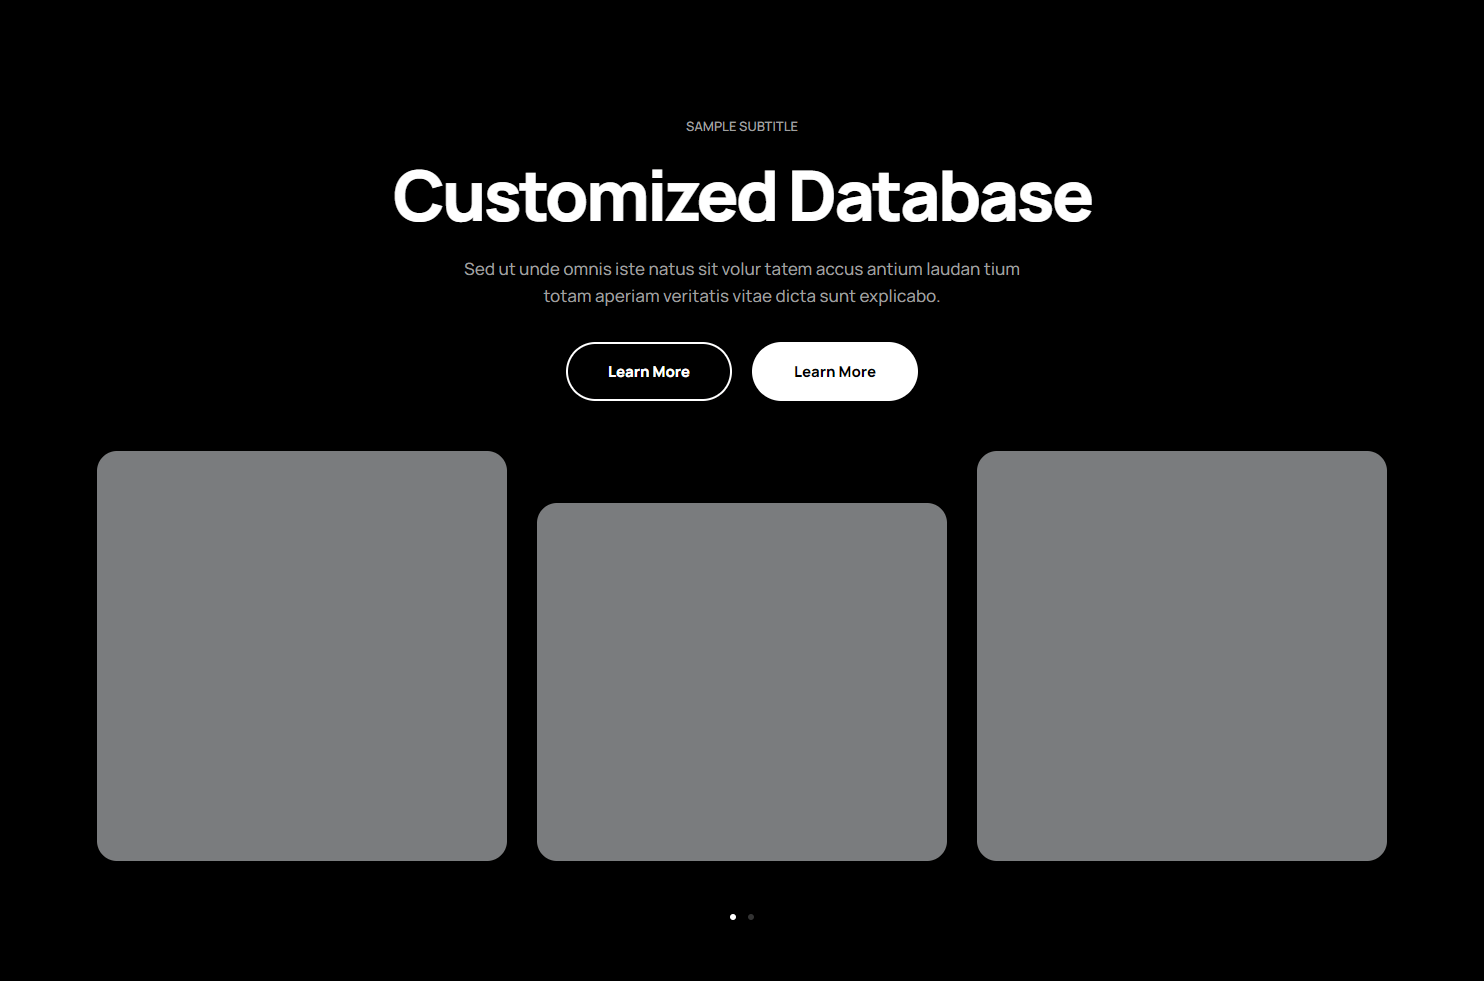 SAMPLE SUBTITLE
Customized Database
Sed ut unde omnis iste natus sit volur tatem accus antium laudan tium
totam aperiam veritatis vitae dicta sunt explicabo.
Learn More Learn More